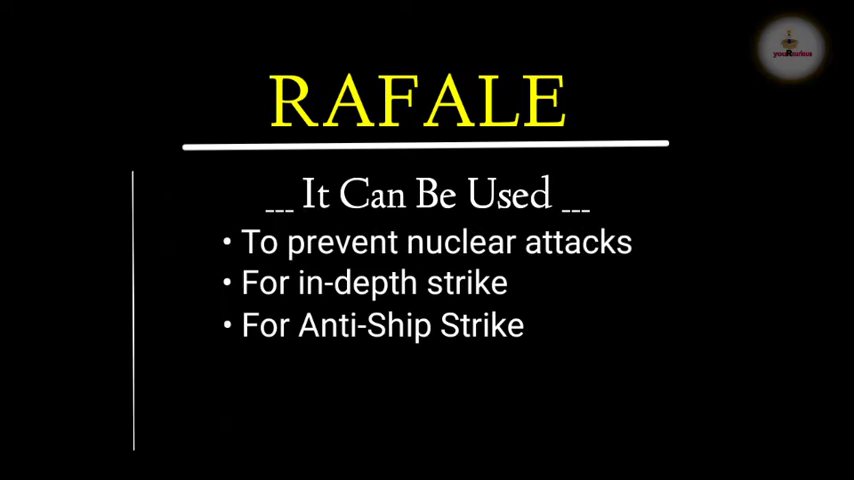 youRcurious
RAFALE
___ It Can Be Used ___
• To prevent nuclear attacks
• For in-depth strike
• For Anti-Ship Strike